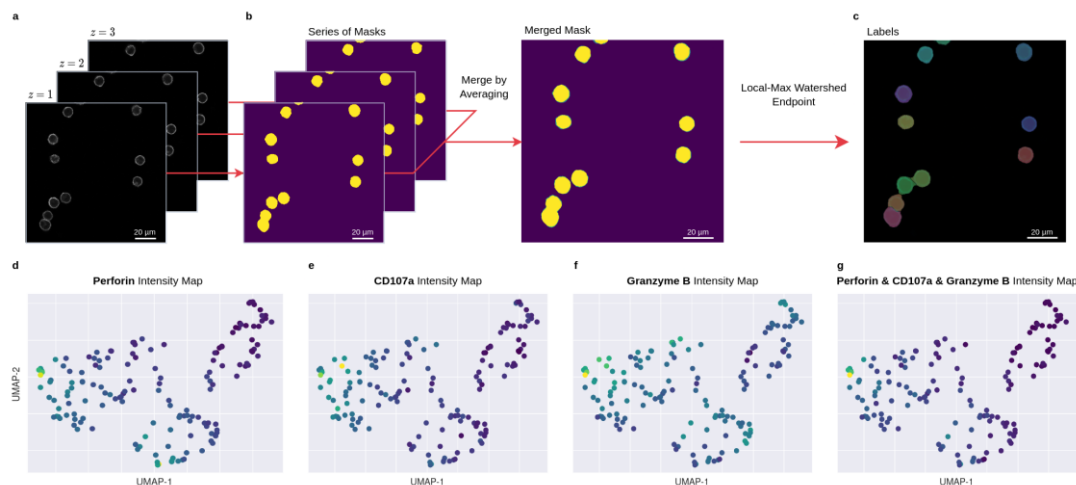 a
b
c
z = 3
z = 2
z = 1
20 μm
Series of Masks
20 μm
Merge by
Averaging
Merged Mask
20 μm
Local-Max Watershed
Endpoint
Labels
20 μm
d
Perforin Intensity Map
UMAP-2
UMAP-1
e
CD107a Intensity Map
UMAP-1
f
Granzyme B Intensity Map
UMAP-1
g
Perforin & CD107a & Granzyme B Intensity Map
UMAP-1